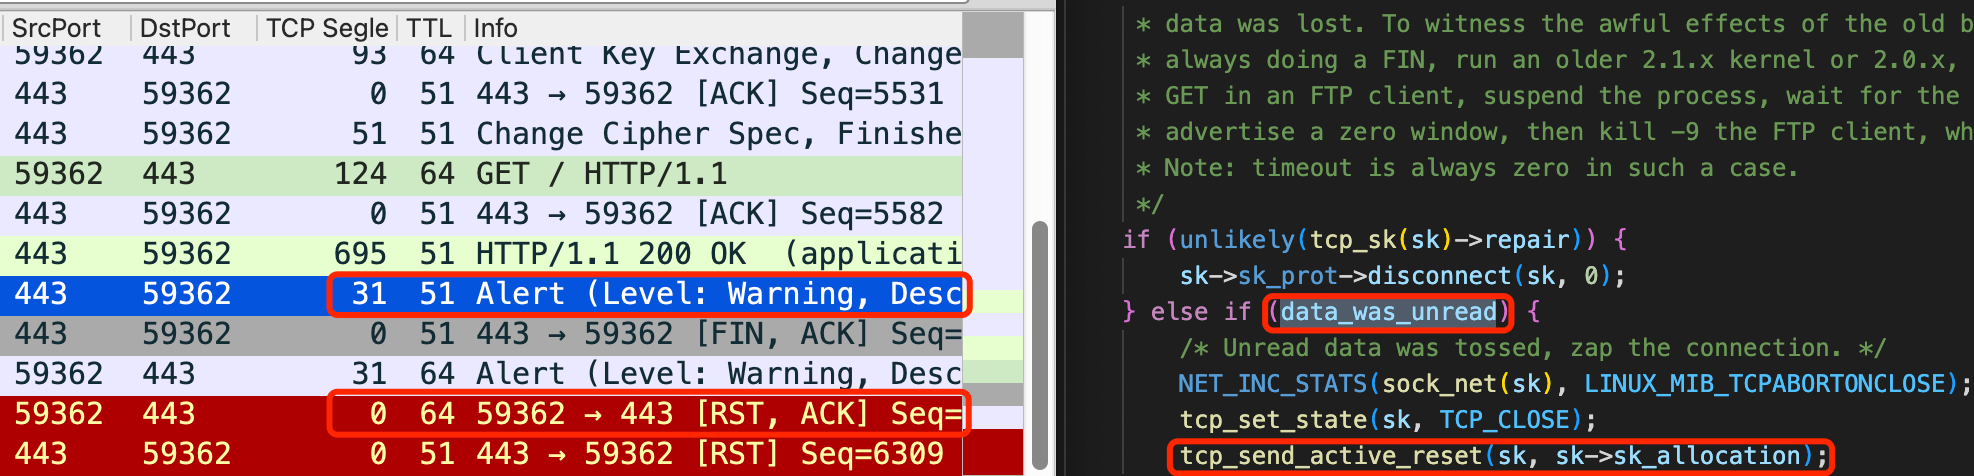 SrcPort DstPort TCP Segle TTL Info
59362 443 93 64 Client Key Exchange, Change
443 59362 0 51 443 → 59362 [ACK] Seq=5531
443 59362 51 51 Change Cipher Spec, Finishe
59362 443 124 64 GET / HTTP/1.1
443 59362 0 51 443 → 59362 [ACK] Seq=5582
443 59362 695 51 HTTP/1.1 200 OK (applicati
443 59362 31 51 Alert (Level: Warning, Desc
443 59362 0 51 443 → 59362 [FIN, ACK] Seq=
59362 443 31 64 Alert (Level: Warning, Desc
59362 443 0 64 59362 → 443 [RST, ACK] Seq=
443 59362 0 51 443 → 59362 [RST] Seq=6309
* data was lost. To witness the awful effects of the old b
* always doing a FIN, run an older 2.1.x kernel or 2.0.x,
* GET in an FTP client, suspend the process, wait for the
* advertise a zero window, then kill -9 the FTP client, wh
* Note: timeout is always zero in such a case.
*/
if (unlikely(tcp_sk(sk)->repair)) {
sk->sk_prot->disconnect(sk, 0);
} else if (data_was_unread) {
/* Unread data was tossed, zap the connection. */
NET_INC_STATS(sock_net(sk), LINUX_MIB_TCPABORTONCLOSE);
tcp_set_state(sk, TCP_CLOSE);
tcp_send_active_reset(sk, sk->sk_allocation);